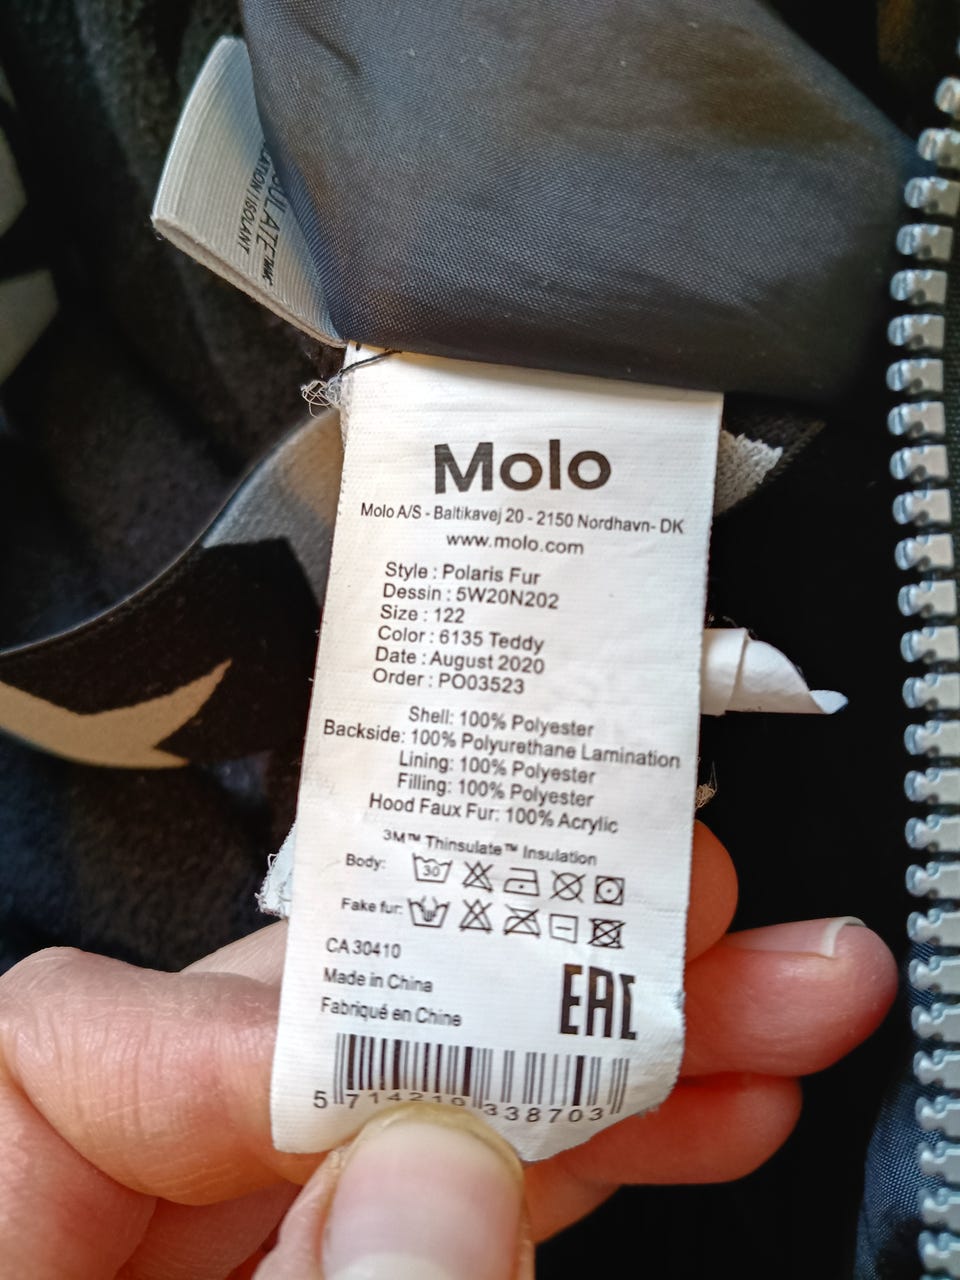 ATION | ISOLANT
Molo
Molo A/S - Baltikavej 20 - 2150 Nordhavn- DK
www.molo.com
Style : Polaris Fur
Dessin : 5W20N202
Size : 122
Color : 6135 Teddy
Date : August 2020
Order : PO03523
Shell: 100% Polyester
Backside: 100% Polyurethane Lamination
Lining: 100% Polyester
Filling: 100% Polyester
Hood Faux Fur: 100% Acrylic
3M™ Thinsulate™ Insulation
Body: 30
Fake fur:
CA 30410
Made in China
Fabriqué en Chine
EAC
5 714210 338703